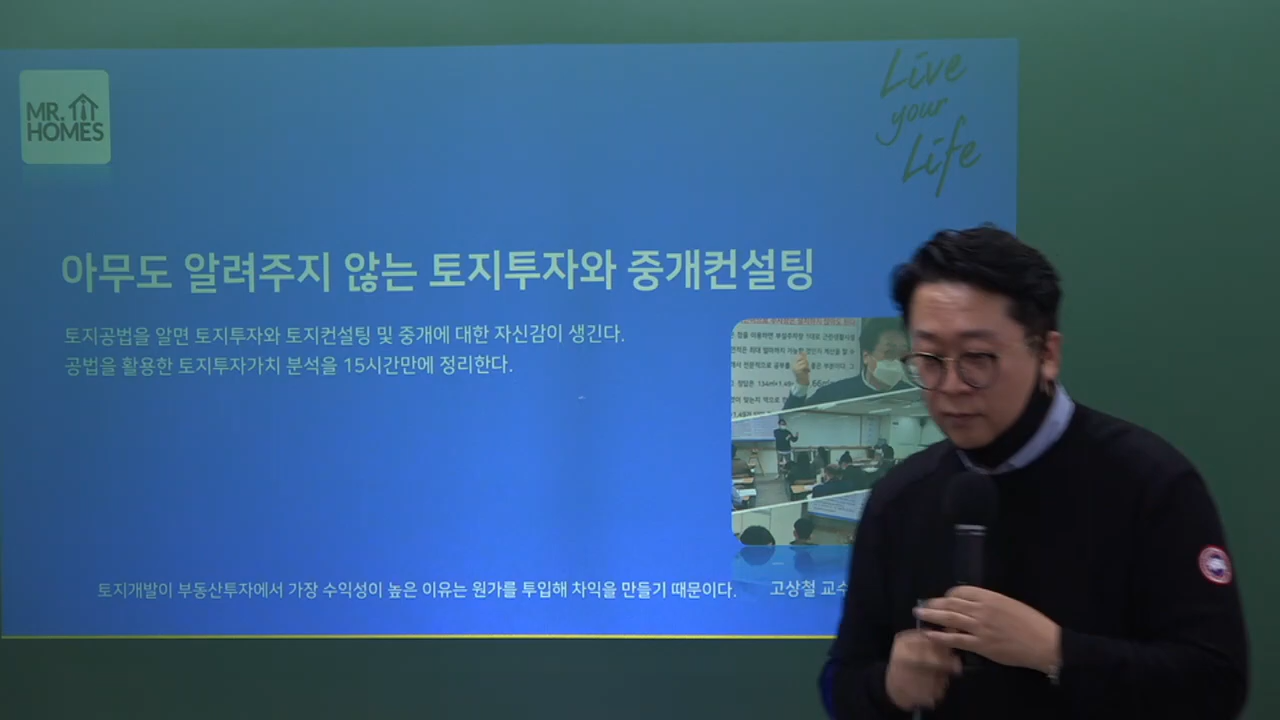 MR.
HOMES
Live
your
Life
아무도 알려주지 않는 토지투자와 중개컨설팅
토지공법을 알면 토지투자와 토지컨설팅 및 중개에 대한 자신감이 생긴다.
공법을 활용한 토지투자가치 분석을 15시간만에 정리한다.
토지개발이 부동산투자에서 가장 수익성이 높은 이유는 원가를 투입해 차익을 만들기 때문이다.
고상철 교수